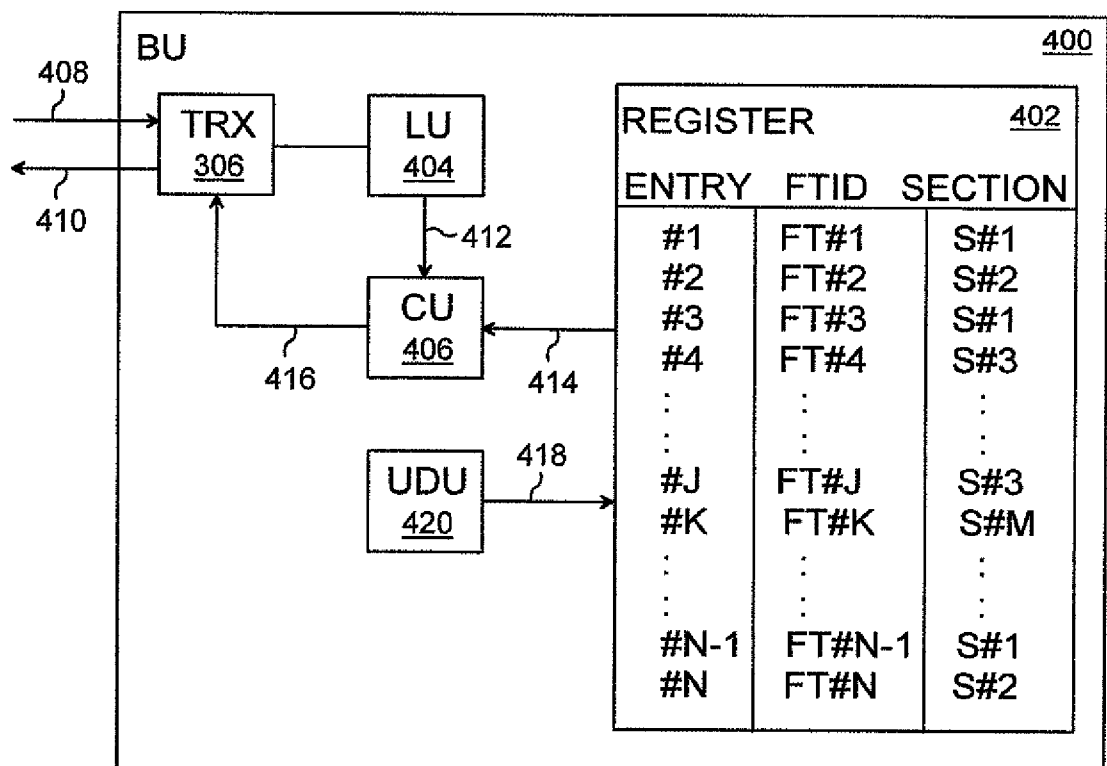 BU
400
408
TRX
306
LU
404
410
412
CU
406
416
414
UDU
420
418
REGISTER 402
ENTRY FTID SECTION
#1 FT#1 S#1
#2 FT#2 S#2
#3 FT#3 S#1
#4 FT#4 S#3
#J FT#J S#3
#K FT#K S#M
#N-1 FT#N-1 S#1
#N FT#N S#2